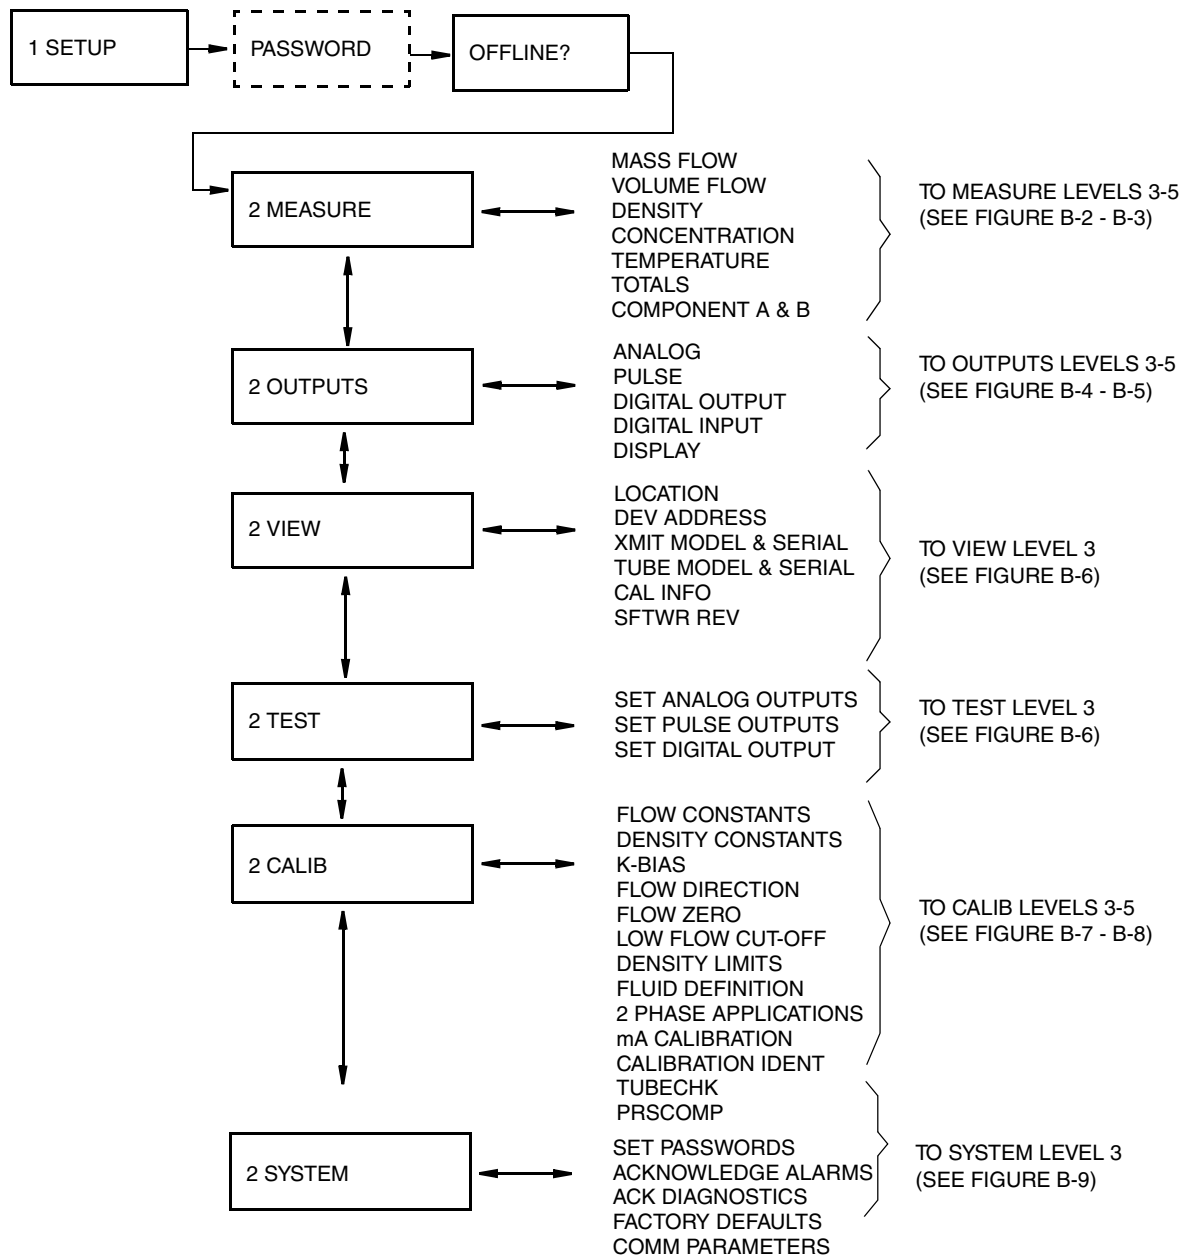 1 SETUP
PASSWORD
OFFLINE?
2 MEASURE
MASS FLOW
VOLUME FLOW
DENSITY
CONCENTRATION
TEMPERATURE
TOTALS
COMPONENT A & B
TO MEASURE LEVELS 3-5
(SEE FIGURE B-2 - B-3)
2 OUTPUTS
ANALOG
PULSE
DIGITAL OUTPUT
DIGITAL INPUT
DISPLAY
TO OUTPUTS LEVELS 3-5
(SEE FIGURE B-4 - B-5)
2 VIEW
LOCATION
DEV ADDRESS
XMIT MODEL & SERIAL
TUBE MODEL & SERIAL
CAL INFO
SFTWR REV
TO VIEW LEVEL 3
(SEE FIGURE B-6)
2 TEST
SET ANALOG OUTPUTS
SET PULSE OUTPUTS
SET DIGITAL OUTPUT
TO TEST LEVEL 3
(SEE FIGURE B-6)
2 CALIB
FLOW CONSTANTS
DENSITY CONSTANTS
K-BIAS
FLOW DIRECTION
FLOW ZERO
LOW FLOW CUT-OFF
DENSITY LIMITS
FLUID DEFINITION
2 PHASE APPLICATIONS
mA CALIBRATION
CALIBRATION IDENT
TUBECHK
PRSCOMP
TO CALIB LEVELS 3-5
(SEE FIGURE B-7 - B-8)
2 SYSTEM
SET PASSWORDS
ACKNOWLEDGE ALARMS
ACK DIAGNOSTICS
FACTORY DEFAULTS
COMM PARAMETERS
TO SYSTEM LEVEL 3
(SEE FIGURE B-9)